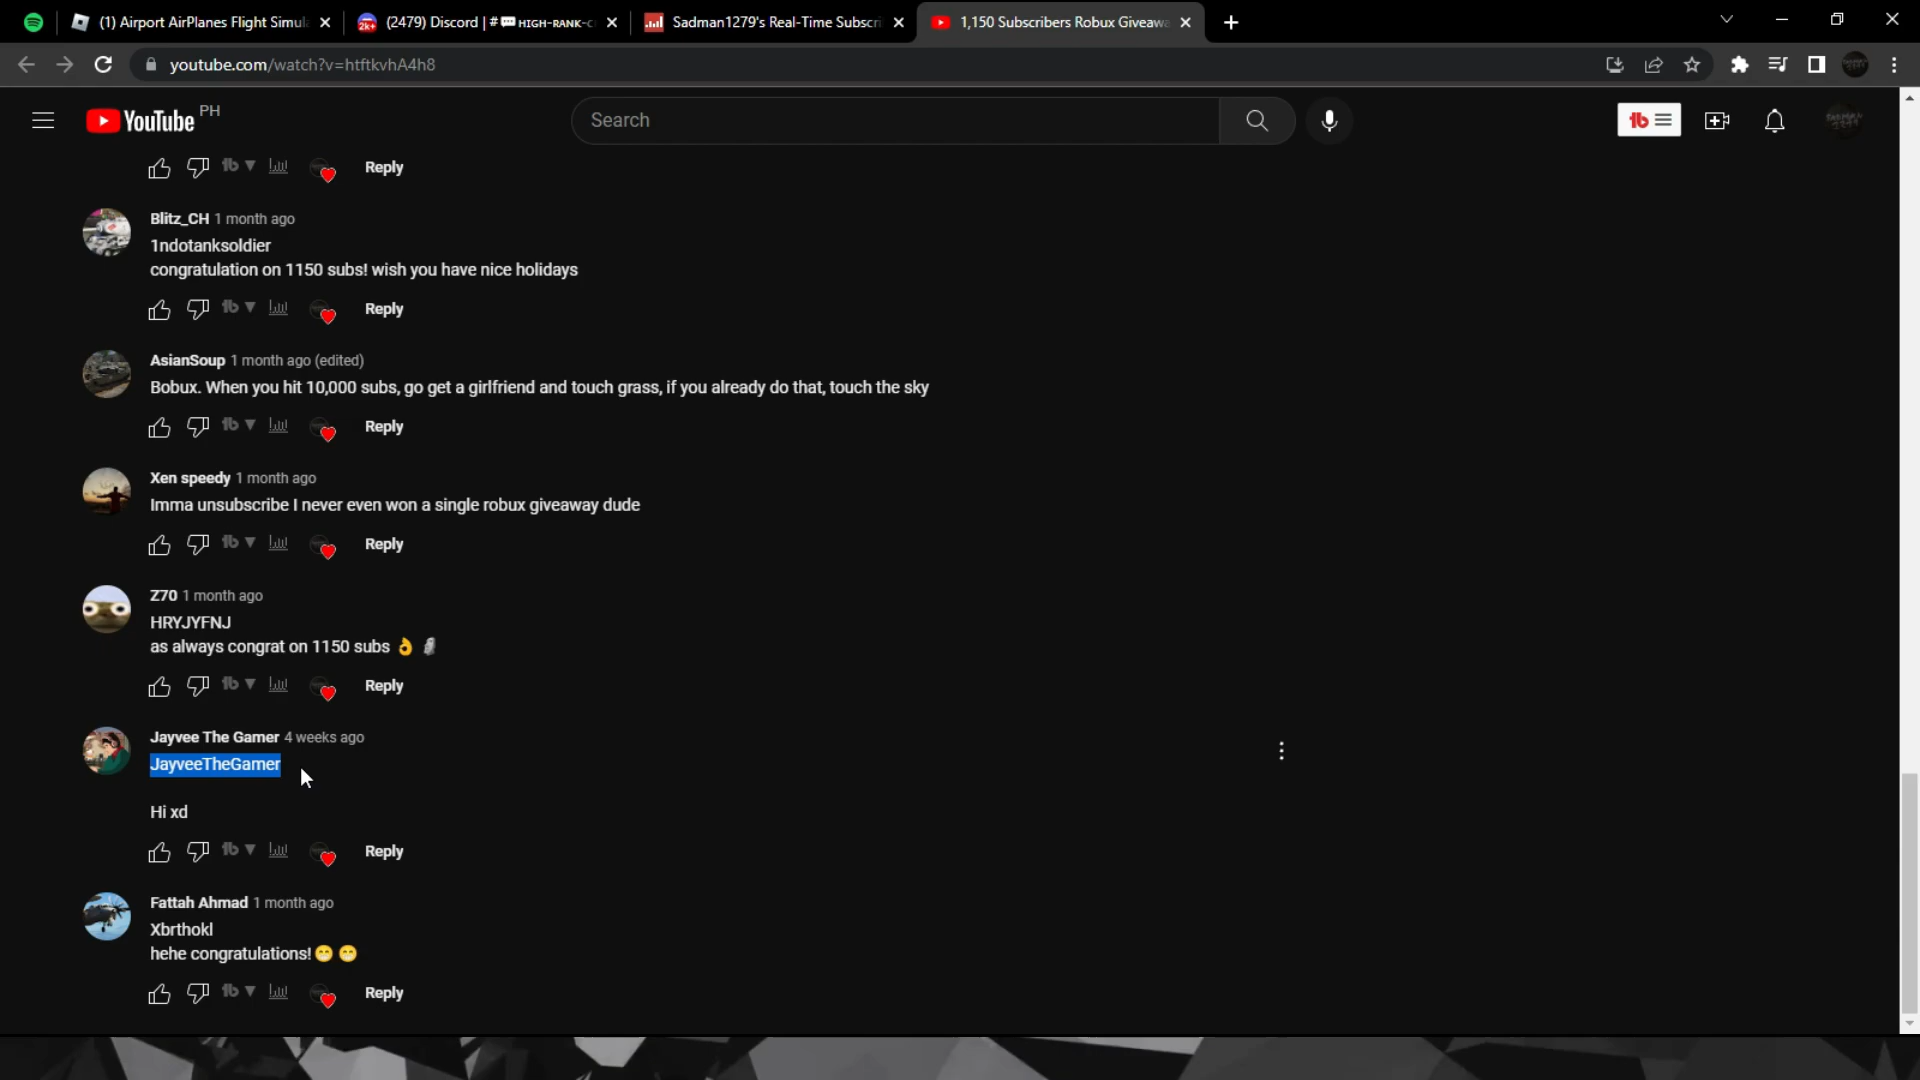 (1) Airport AirPlanes Flight Simul
(2479) Discord | # HIGH-RANK-C
Sadman1279's Real-Time Subscri
1,150 Subscribers Robux Giveaw
youtube.com/watch?v=htftkvhA4h8
YouTube PH
Search
Reply
Blitz_CH 1 month ago
1ndotanksoldier
congratulation on 1150 subs! wish you have nice holidays
Reply
AsianSoup 1 month ago (edited)
Bobux. When you hit 10,000 subs, go get a girlfriend and touch grass, if you already do that, touch the sky
Reply
Xen speedy 1 month ago
Imma unsubscribe I never even won a single robux giveaway dude
Reply
Z70 1 month ago
HRYJYFNJ
as always congrat on 1150 subs 👌 🗿
Reply
Jayvee The Gamer 4 weeks ago
JayveeTheGamer
Hi xd
Reply
Fattah Ahmad 1 month ago
Xbrthokl
hehe congratulations!😁 😁
Reply